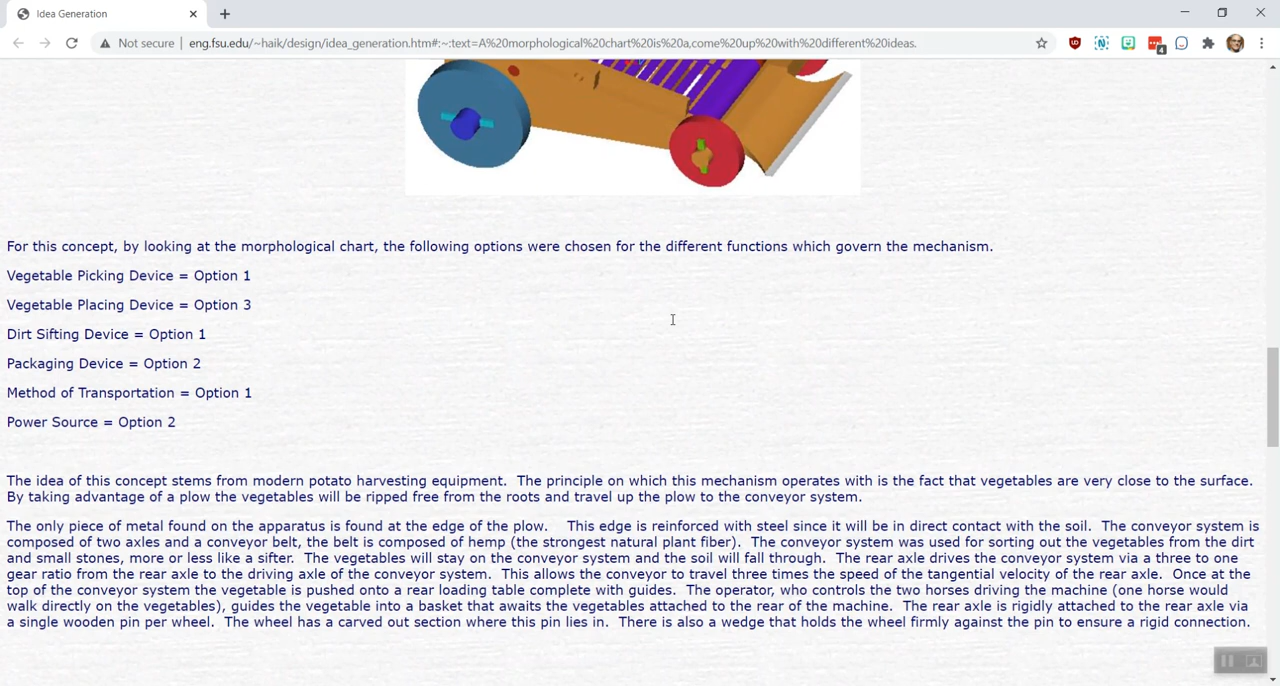 Idea Generation
Not secure | eng.fsu.edu/~haik/design/idea_generation.htm#:~:text=A%20morphological%20chart%20is%20a,come%20up%20with%20different%20ideas.
4
For this concept, by looking at the morphological chart, the following options were chosen for the different functions which govern the mechanism.
Vegetable Picking Device = Option 1
Vegetable Placing Device = Option 3
Dirt Sifting Device = Option 1
Packaging Device = Option 2
Method of Transportation = Option 1
Power Source = Option 2
The idea of this concept stems from modern potato harvesting equipment.  The principle on which this mechanism operates with is the fact that vegetables are very close to the surface.
By taking advantage of a plow the vegetables will be ripped free from the roots and travel up the plow to the conveyor system.
The only piece of metal found on the apparatus is found at the edge of the plow.    This edge is reinforced with steel since it will be in direct contact with the soil.  The conveyor system is
composed of two axles and a conveyor belt, the belt is composed of hemp (the strongest natural plant fiber).  The conveyor system was used for sorting out the vegetables from the dirt
and small stones, more or less like a sifter.  The vegetables will stay on the conveyor system and the soil will fall through.  The rear axle drives the conveyor system via a three to one
gear ratio from the rear axle to the driving axle of the conveyor system.  This allows the conveyor to travel three times the speed of the tangential velocity of the rear axle.  Once at the
top of the conveyor system the vegetable is pushed onto a rear loading table complete with guides.  The operator, who controls the two horses driving the machine (one horse would
walk directly on the vegetables), guides the vegetable into a basket that awaits the vegetables attached to the rear of the machine.  The rear axle is rigidly attached to the rear axle via
a single wooden pin per wheel.  The wheel has a carved out section where this pin lies in.  There is also a wedge that holds the wheel firmly against the pin to ensure a rigid connection.